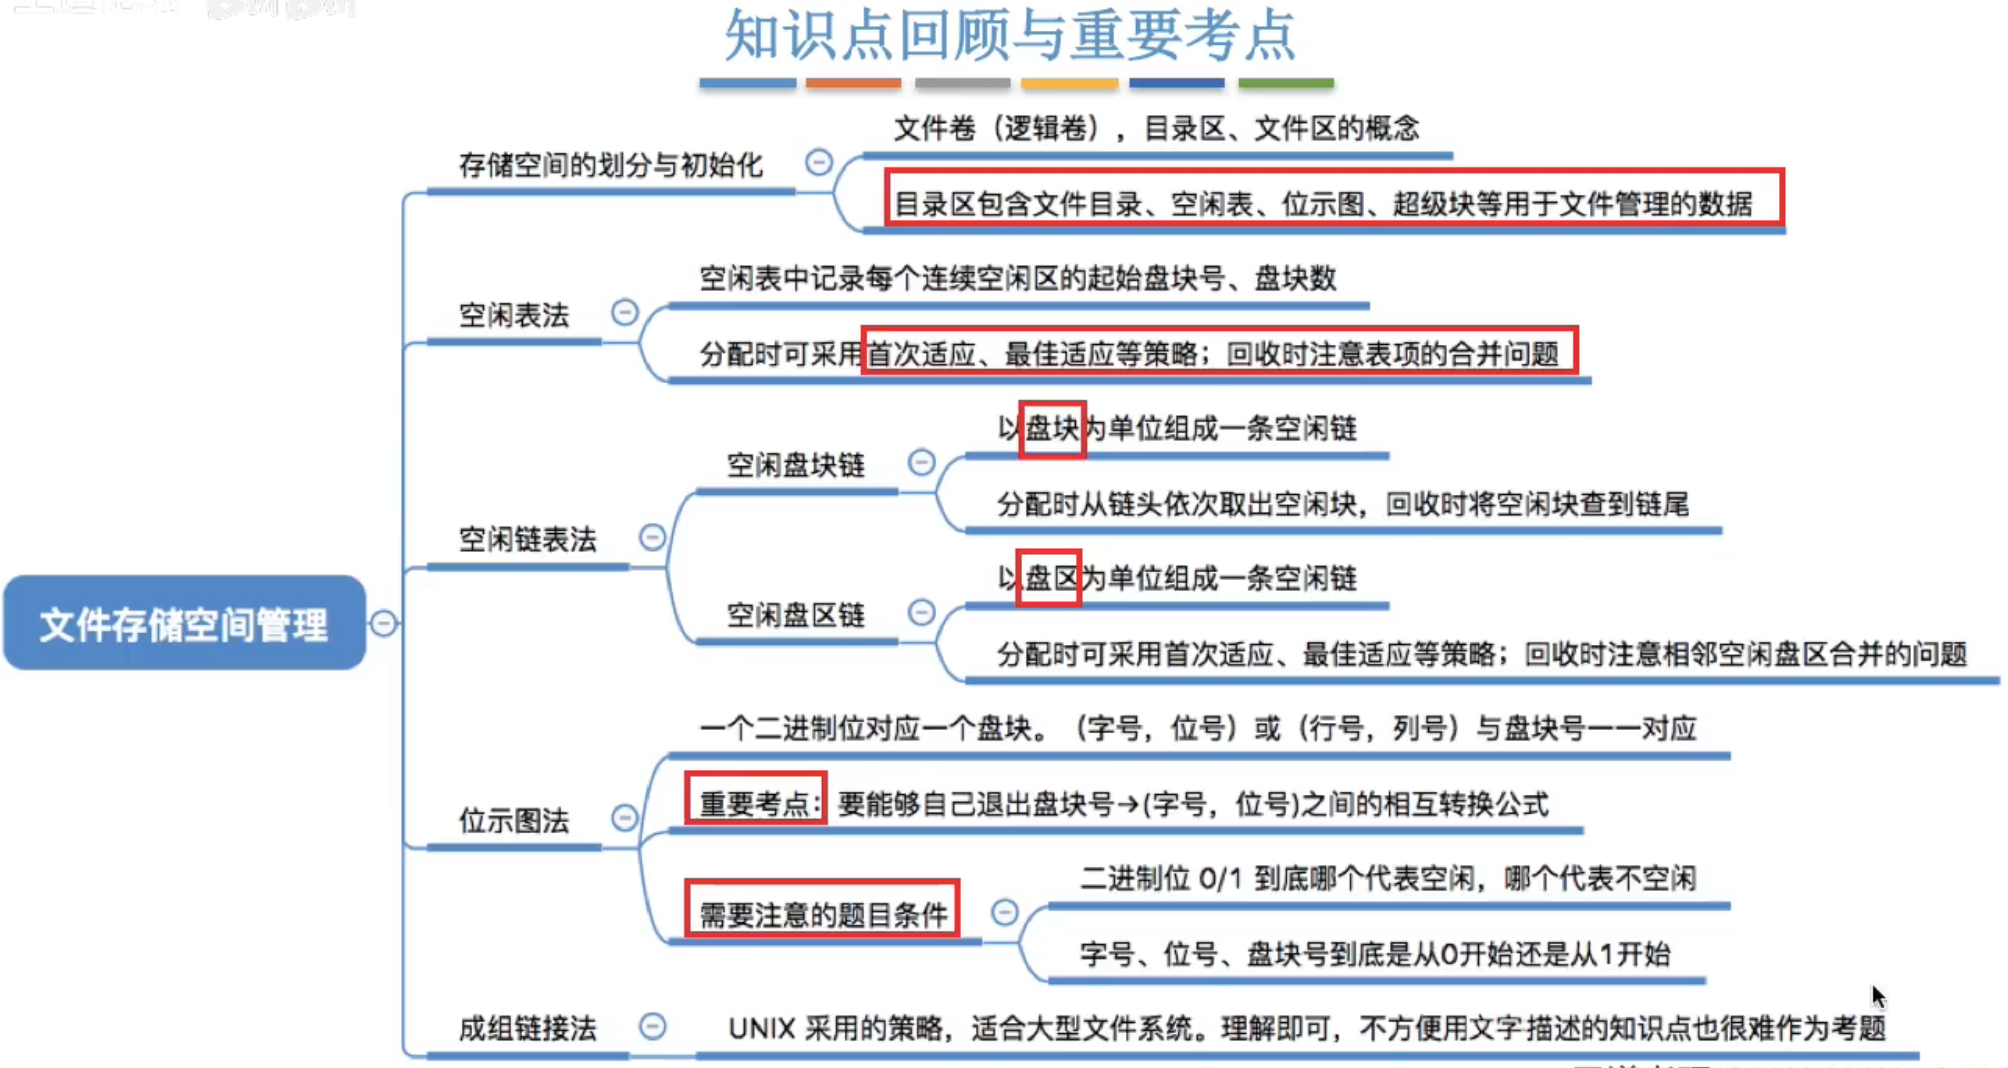 知识点回顾与重要考点
文件卷（逻辑卷），目录区、文件区的概念
存储空间的划分与初始化
目录区包含文件目录、空闲表、位示图、超级块等用于文件管理的数据
空闲表中记录每个连续空闲区的起始盘块号、盘块数
空闲表法
分配时可采用首次适应、最佳适应等策略；回收时注意表项的合并问题
以盘块为单位组成一条空闲链
空闲盘块链
分配时从链头依次取出空闲块，回收时将空闲块查到链尾
空闲链表法
以盘区为单位组成一条空闲链
空闲盘区链
分配时可采用首次适应、最佳适应等策略；回收时注意相邻空闲盘区合并的问题
文件存储空间管理
一个二进制位对应一个盘块。（字号，位号）或（行号，列号）与盘块号一一对应
位示图法
重要考点：要能够自己退出盘块号→(字号，位号)之间的相互转换公式
需要注意的题目条件
二进制位 0/1 到底哪个代表空闲，哪个代表不空闲
字号、位号、盘块号到底是从0开始还是从1开始
成组链接法
UNIX 采用的策略，适合大型文件系统。理解即可，不方便用文字描述的知识点也很难作为考题